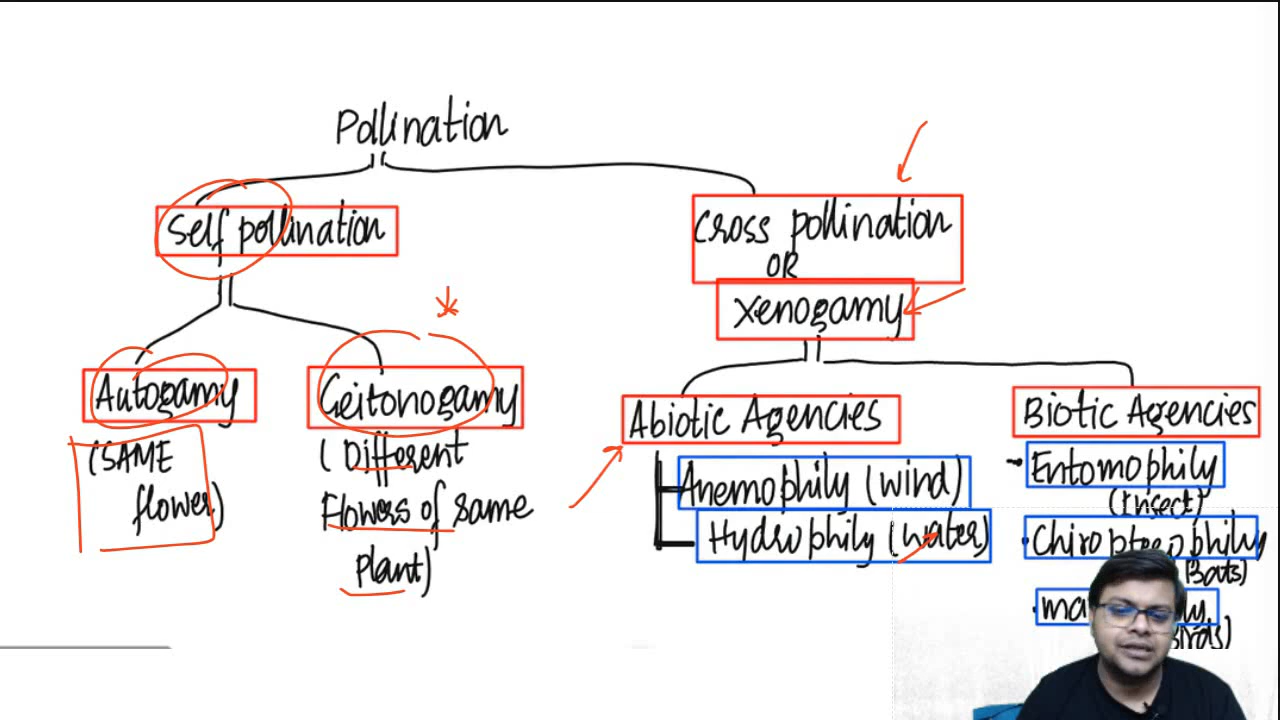 Pollination
Self pollination
Cross pollination
OR
Xenogamy
Autogamy
(SAME
flower)
Geitonogamy
(Different
Flowers of same
plant)
Abiotic Agencies
Anemophily (wind)
Hydrophily (water)
Biotic Agencies
Entomophily
(Insect)
Chiropterophily
Bats)